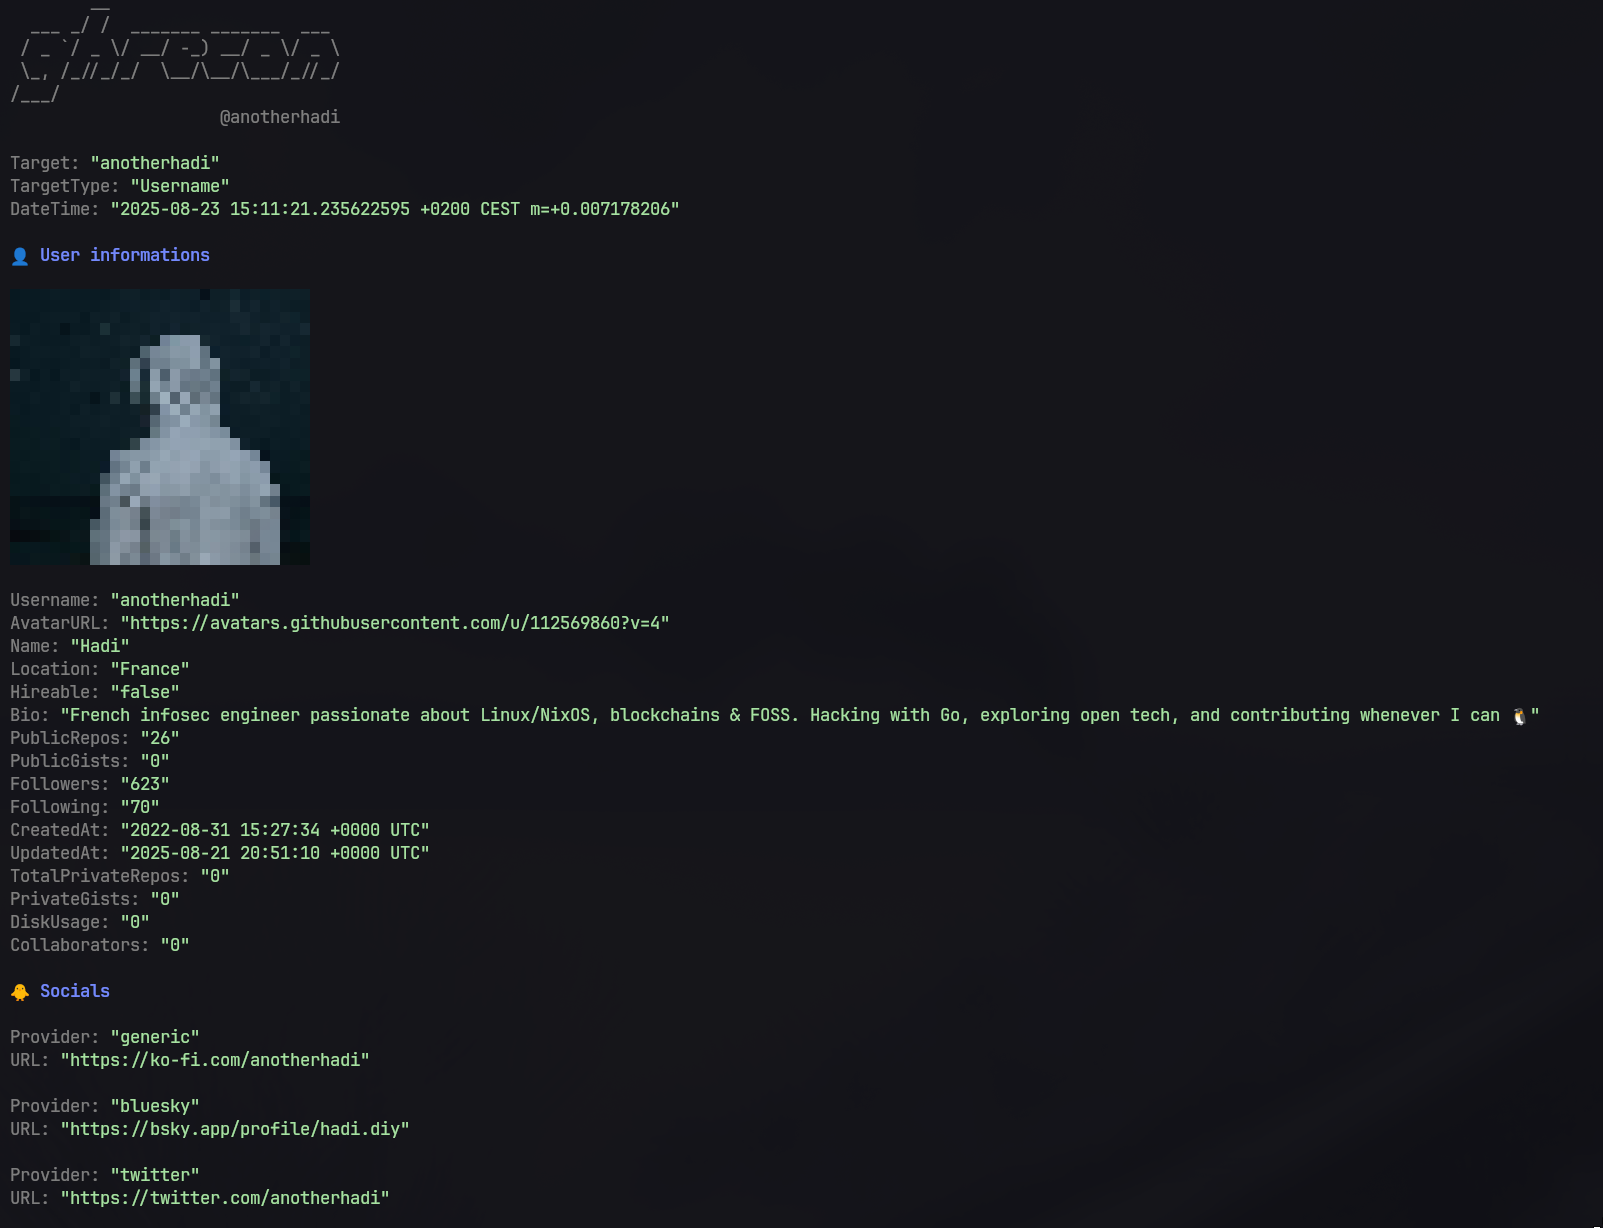 ghrecon
@anotherhadi
Target: "anotherhadi"
TargetType: "Username"
DateTime: "2025-08-23 15:11:21.235622595 +0200 CEST m=+0.007178206"
👤 User informations
Username: "anotherhadi"
AvatarURL: "https://avatars.githubusercontent.com/u/112569860?v=4"
Name: "Hadi"
Location: "France"
Hireable: "false"
Bio: "French infosec engineer passionate about Linux/NixOS, blockchains & FOSS. Hacking with Go, exploring open tech, and contributing whenever I can 🐧"
PublicRepos: "26"
PublicGists: "0"
Followers: "623"
Following: "70"
CreatedAt: "2022-08-31 15:27:34 +0000 UTC"
UpdatedAt: "2025-08-21 20:51:10 +0000 UTC"
TotalPrivateRepos: "0"
PrivateGists: "0"
DiskUsage: "0"
Collaborators: "0"
🐥 Socials
Provider: "generic"
URL: "https://ko-fi.com/anotherhadi"
Provider: "bluesky"
URL: "https://bsky.app/profile/hadi.diy"
Provider: "twitter"
URL: "https://twitter.com/anotherhadi"